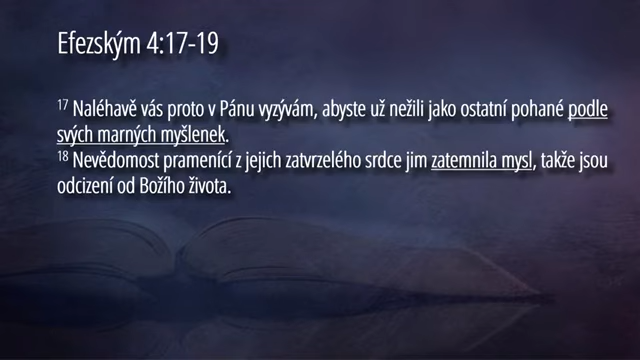 Efezským 4:17-19
17 Naléhavě vás proto v Pánu vyzývám, abyste už nežili jako ostatní pohané podle
svých marných myšlenek.
18 Nevědomost pramenící z jejich zatvrzelého srdce jim zatemnila mysl, takže jsou
odcizení od Božího života.